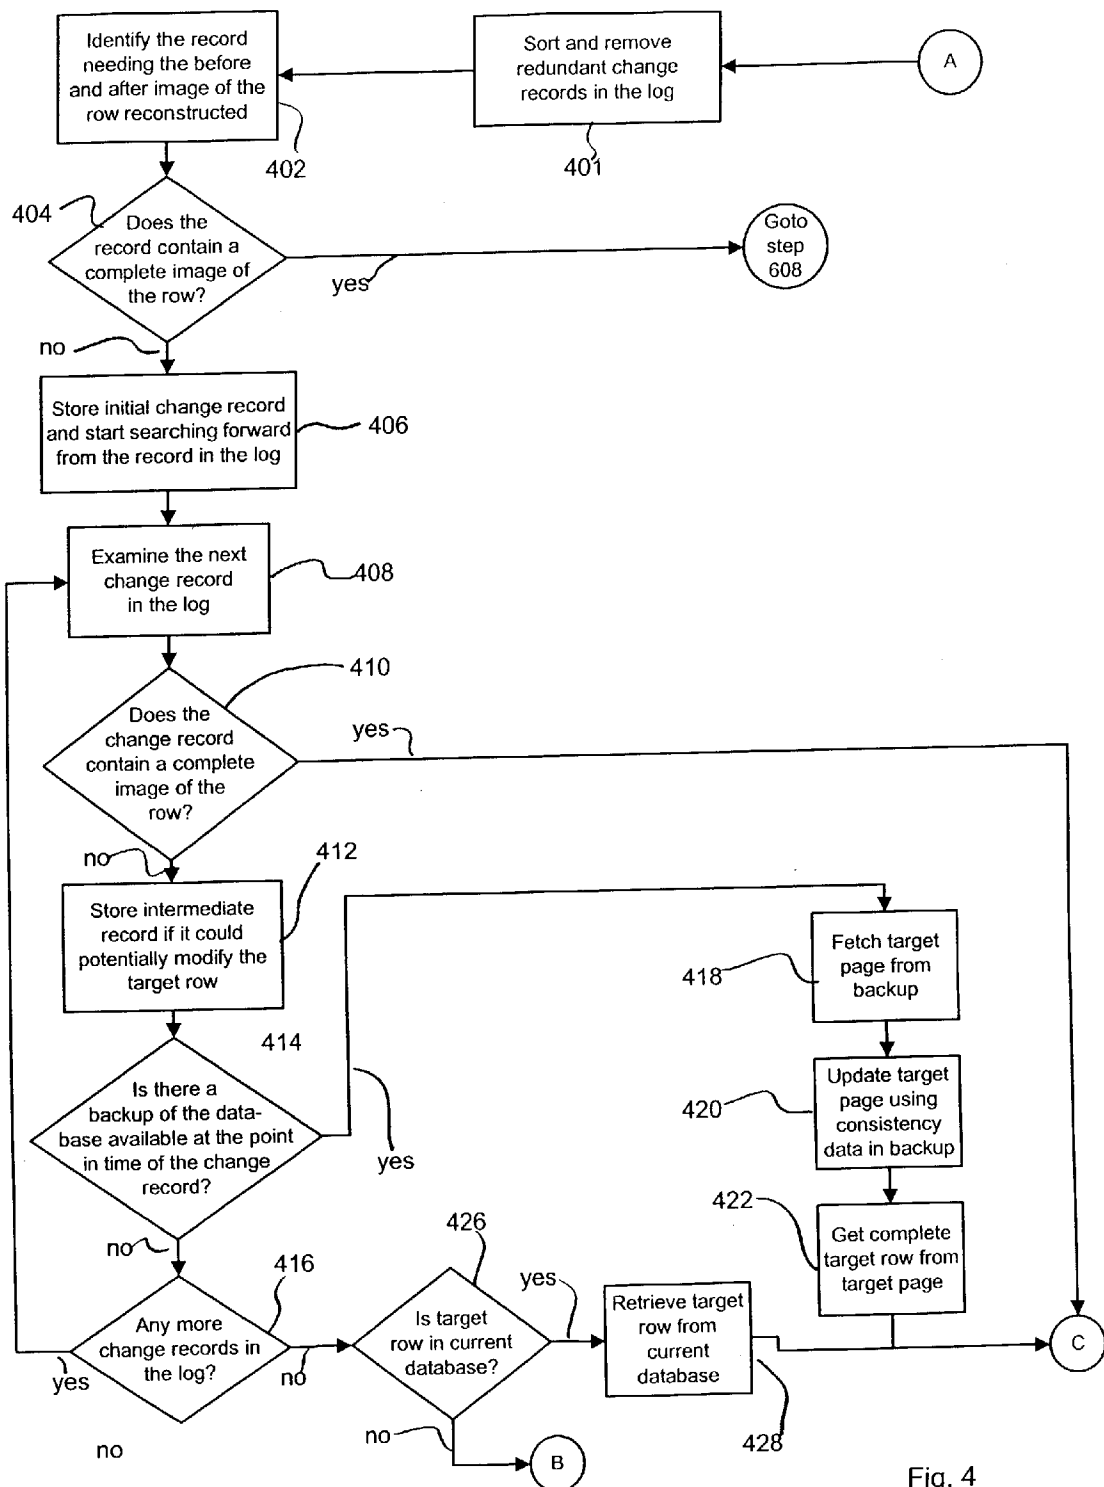 Identify the record
needing the before
and after image of the
row reconstructed
402
Sort and remove
redundant change
records in the log
401
A
404
Does the
record contain a
complete image of
the row?
yes
Goto
step
608
no
Store initial change record
and start searching forward
from the record in the log
406
Examine the next
change record
in the log
408
410
Does the
change record
contain a complete
image of the
row?
yes
no
412
Store intermediate
record if it could
potentially modify the
target row
414
Is there a
backup of the data-
base available at the point
in time of the change
record?
yes
no
418
Fetch target
page from
backup
420
Update target
page using
consistency
data in backup
422
Get complete
target row from
target page
416
Any more
change records in
the log?
yes
no
no
426
Is target
row in current
database?
yes
no
Retrieve target
row from
current
database
428
C
B
Fig. 4